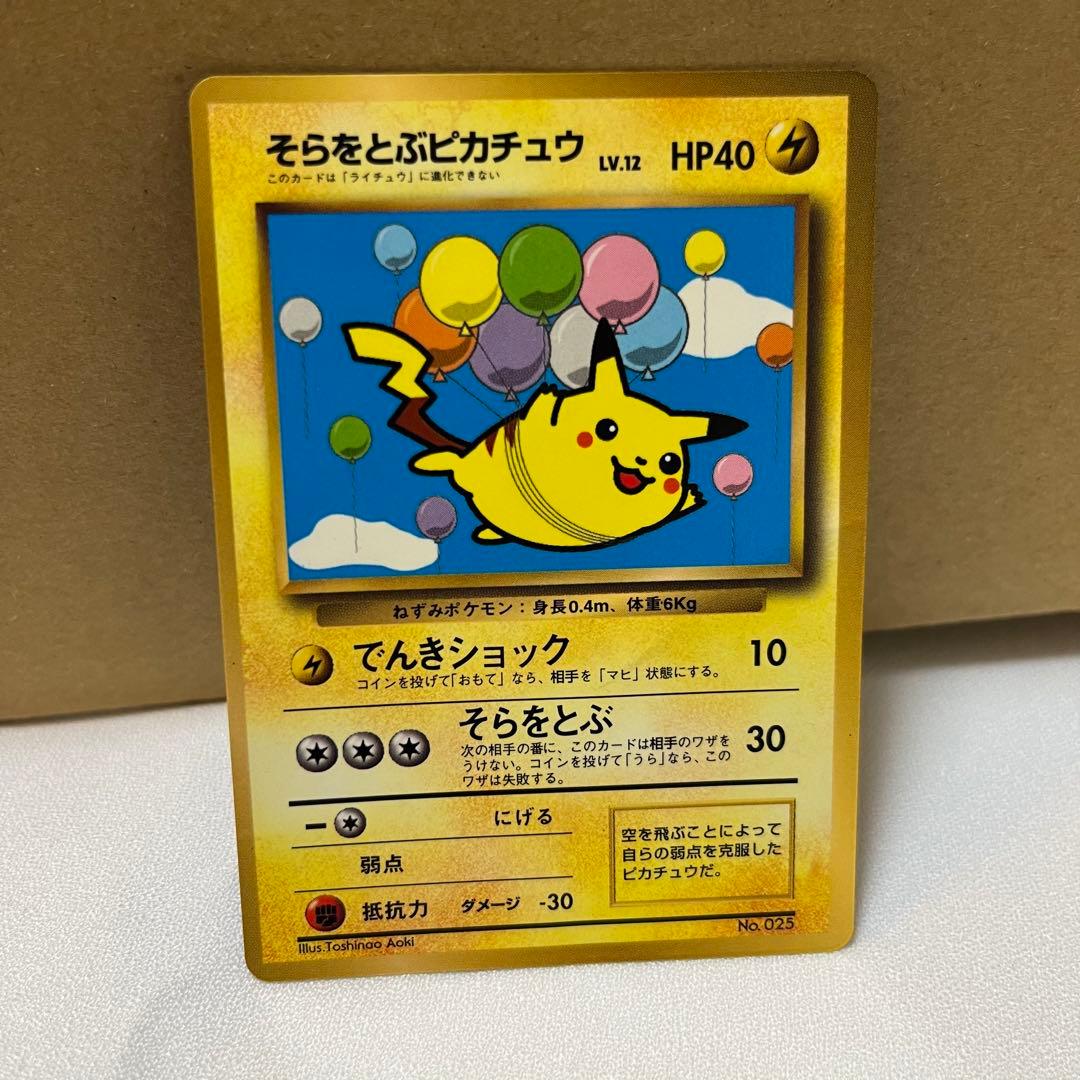 そらをとぶピカチュウ LV.12 HP40
このカードは「ライチュウ」に進化できない
ねずみポケモン：身長0.4m、体重6Kg
でんきショック 10
コインを投げて「おもて」なら、相手を「マヒ」状態にする。
そらをとぶ 30
次の相手の番に、このカードは相手のワザを
うけない。コインを投げて「うら」なら、この
ワザは失敗する。
ー にげる
弱点
抵抗力 ダメージ -30
空を飛ぶことによって
自らの弱点を克服した
ピカチュウだ。
No. 025
Illus.Toshinao Aoki